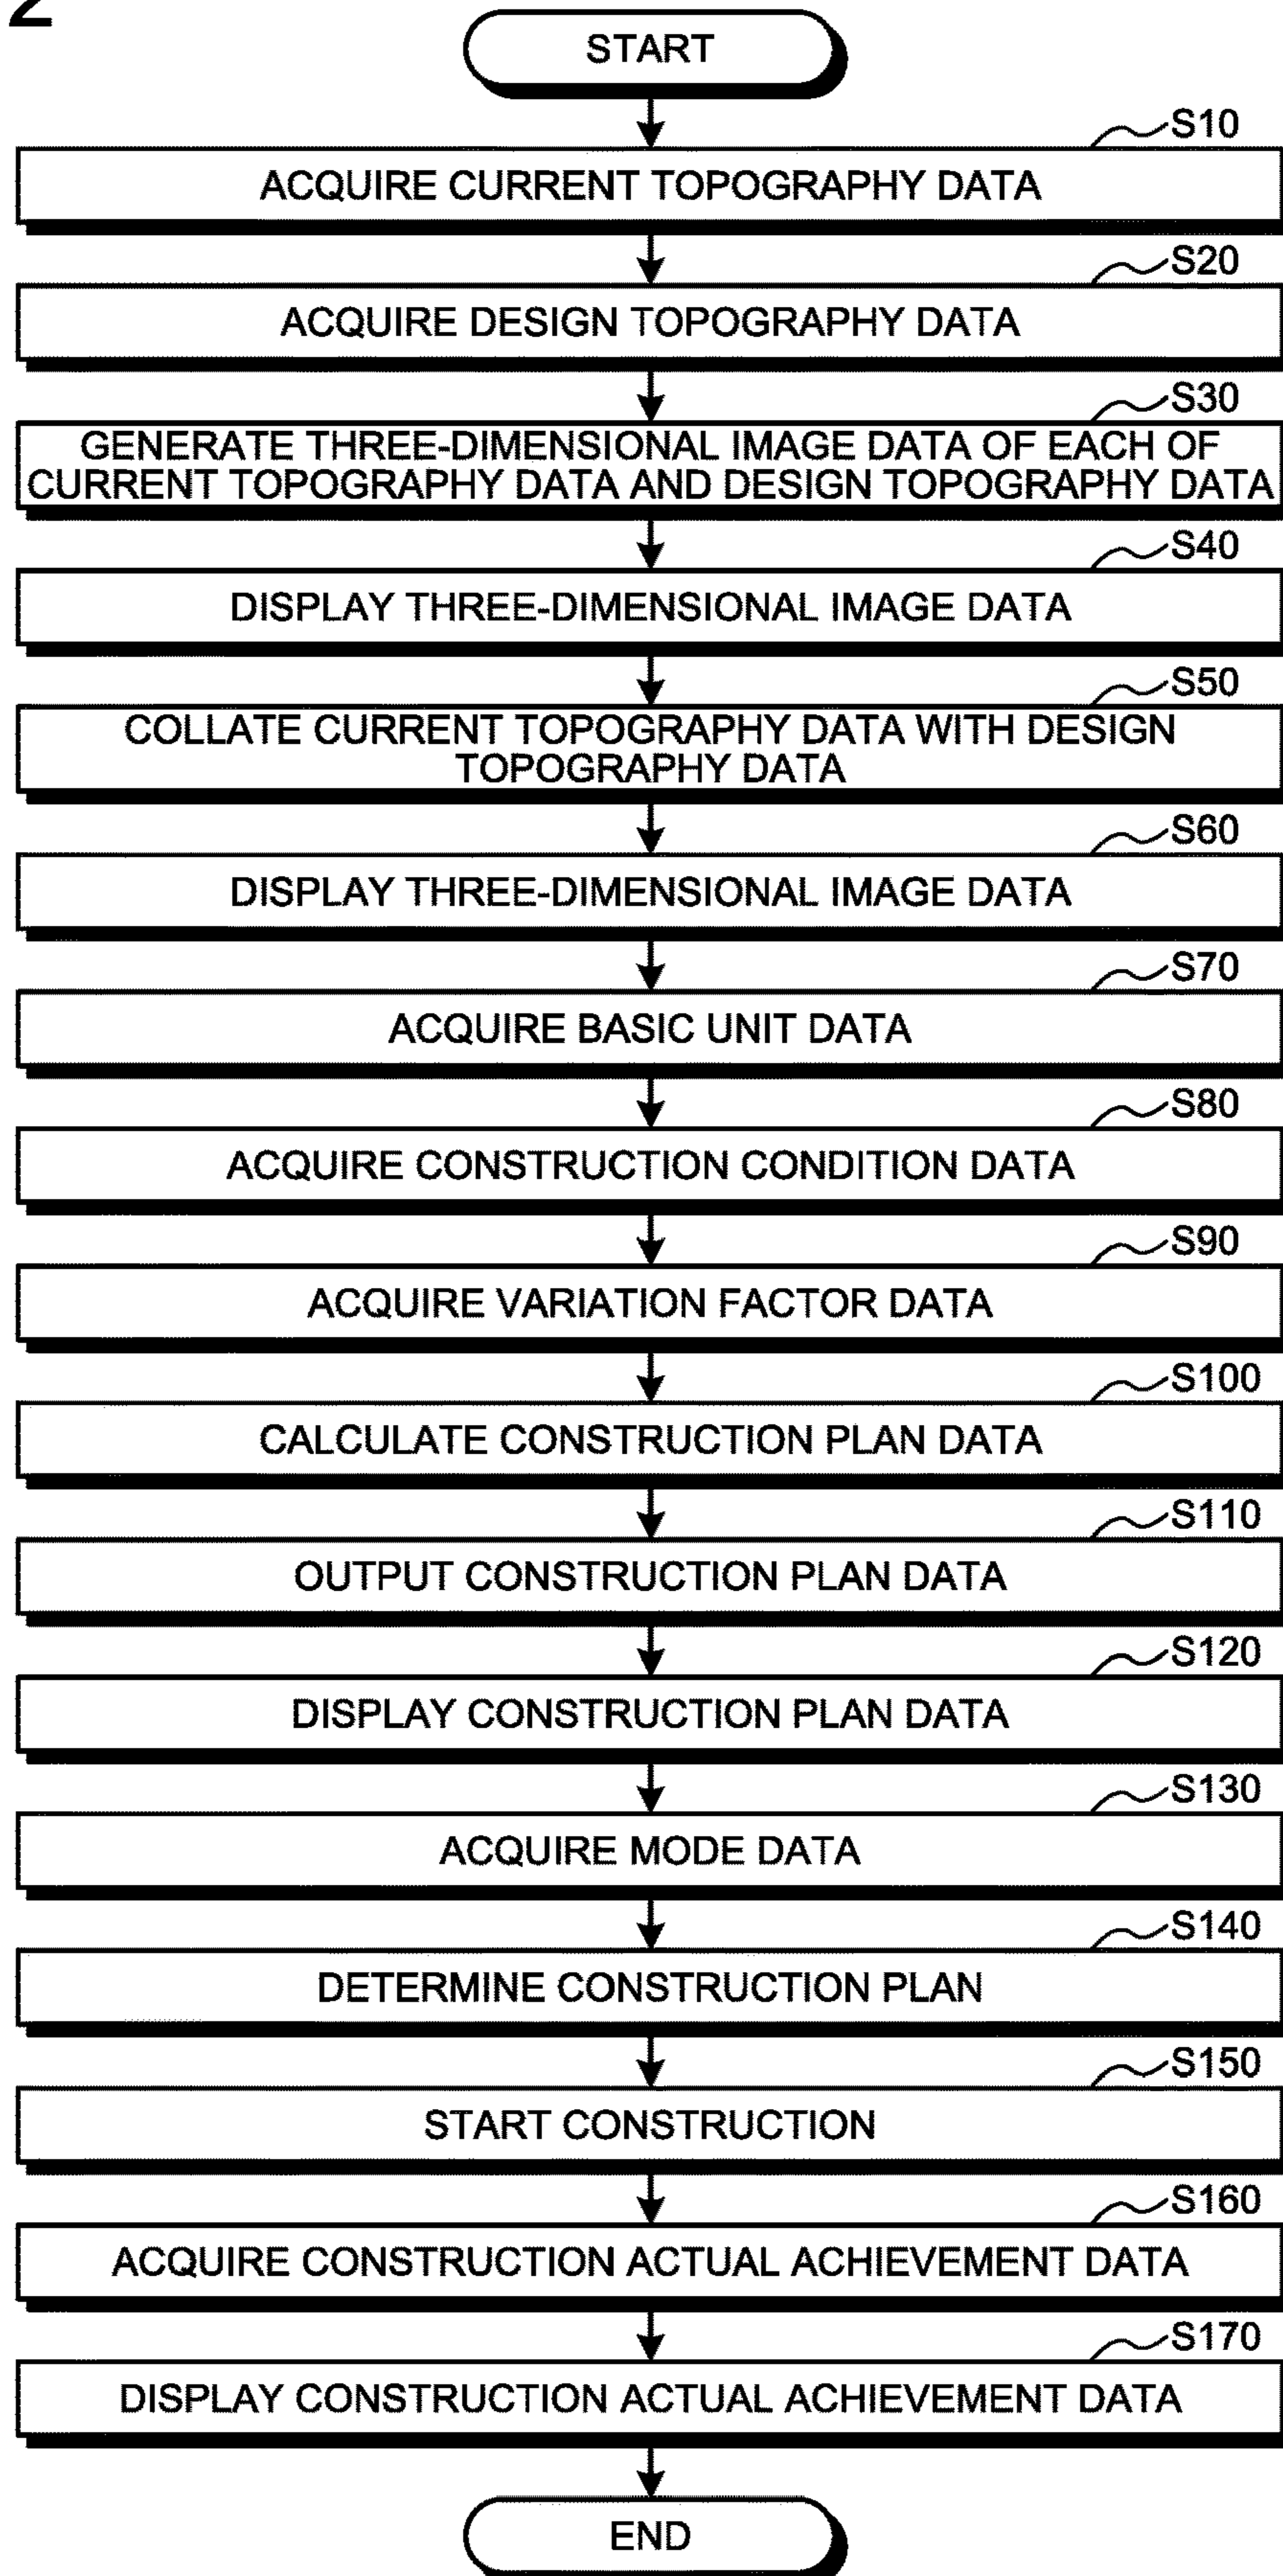 2
START
S10
ACQUIRE CURRENT TOPOGRAPHY DATA
S20
ACQUIRE DESIGN TOPOGRAPHY DATA
S30
GENERATE THREE-DIMENSIONAL IMAGE DATA OF EACH OF
CURRENT TOPOGRAPHY DATA AND DESIGN TOPOGRAPHY DATA
S40
DISPLAY THREE-DIMENSIONAL IMAGE DATA
S50
COLLATE CURRENT TOPOGRAPHY DATA WITH DESIGN
TOPOGRAPHY DATA
S60
DISPLAY THREE-DIMENSIONAL IMAGE DATA
S70
ACQUIRE BASIC UNIT DATA
S80
ACQUIRE CONSTRUCTION CONDITION DATA
S90
ACQUIRE VARIATION FACTOR DATA
S100
CALCULATE CONSTRUCTION PLAN DATA
S110
OUTPUT CONSTRUCTION PLAN DATA
S120
DISPLAY CONSTRUCTION PLAN DATA
S130
ACQUIRE MODE DATA
S140
DETERMINE CONSTRUCTION PLAN
S150
START CONSTRUCTION
S160
ACQUIRE CONSTRUCTION ACTUAL ACHIEVEMENT DATA
S170
DISPLAY CONSTRUCTION ACTUAL ACHIEVEMENT DATA
END